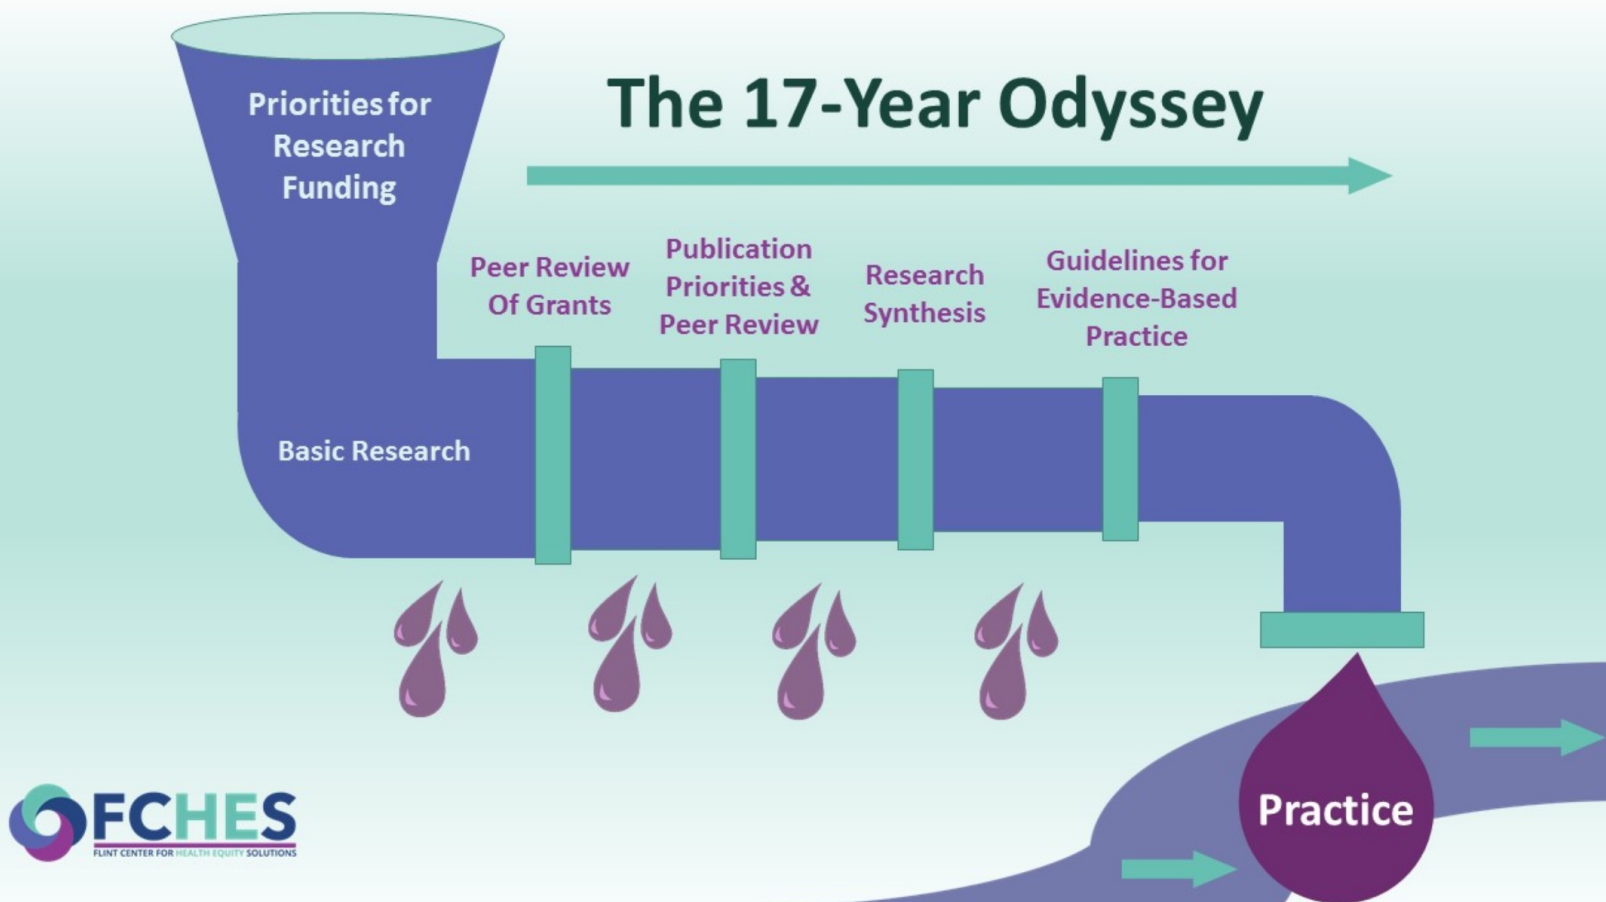 The 17-Year Odyssey
Priorities for
Research
Funding
Peer Review
Of Grants
Publication
Priorities &
Peer Review
Research
Synthesis
Guidelines for
Evidence-Based
Practice
Basic Research
Practice
FCHES
FLINT CENTER FOR HEALTH EQUITY SOLUTIONS